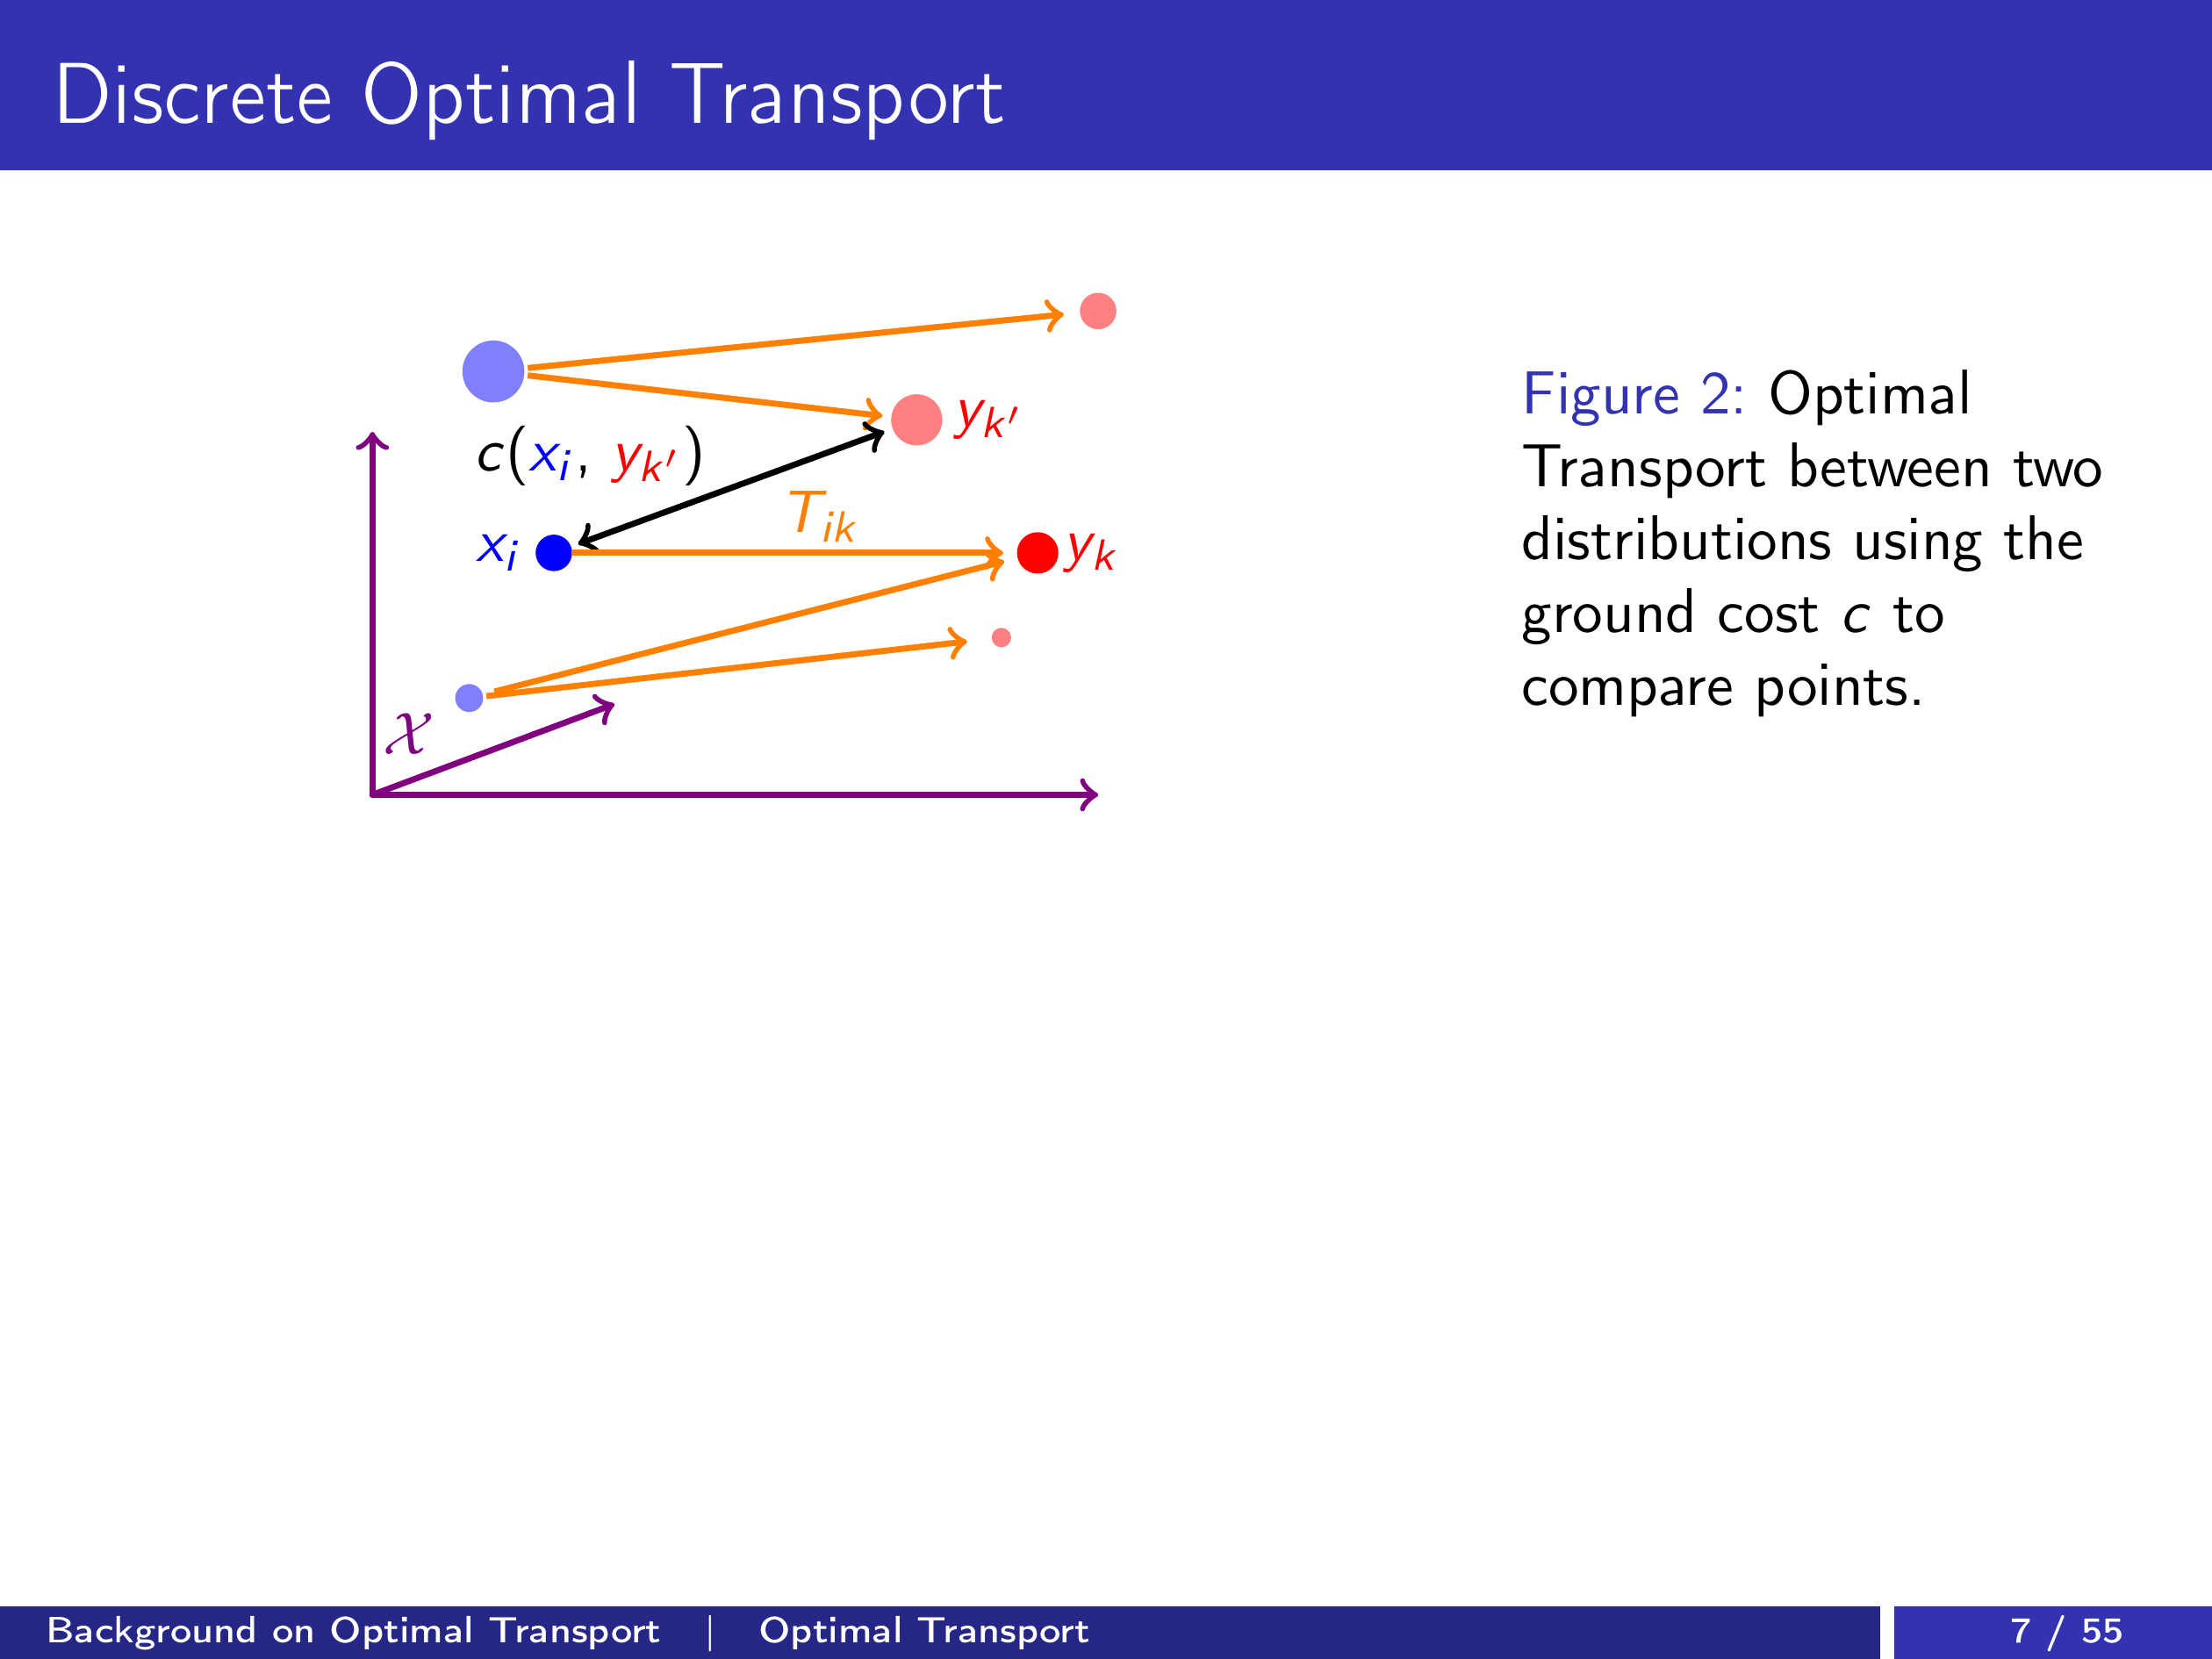 Discrete Optimal Transport
y_{k'}
c(x_i, y_{k'})
T_{ik}
x_i
y_k
𝒳
Figure 2: Optimal
Transport between two
distributions using the
ground cost c to
compare points.
Background on Optimal Transport | Optimal Transport
7 / 55